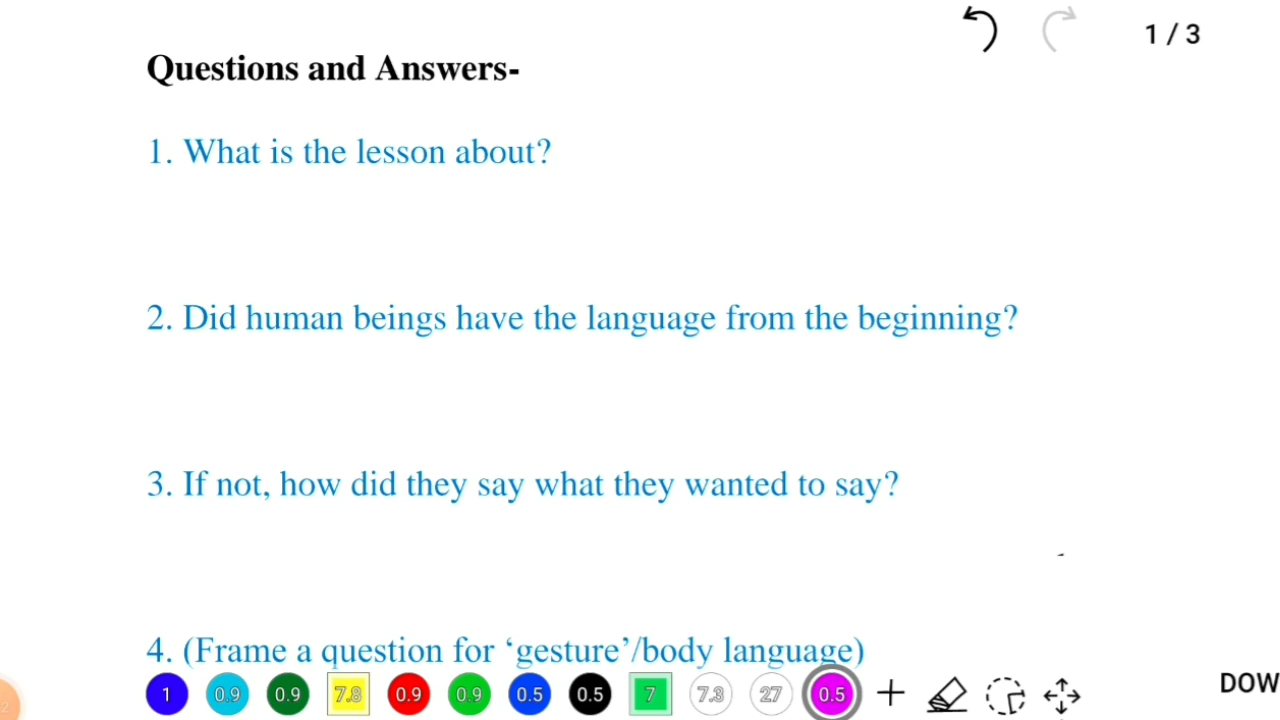 1 / 3
Questions and Answers-
1. What is the lesson about?
2. Did human beings have the language from the beginning?
3. If not, how did they say what they wanted to say?
4. (Frame a question for ‘gesture’/body language)
1 0.9 0.9 7.8 0.9 0.9 0.5 0.5 7 7.3 27 0.5
DOW
2